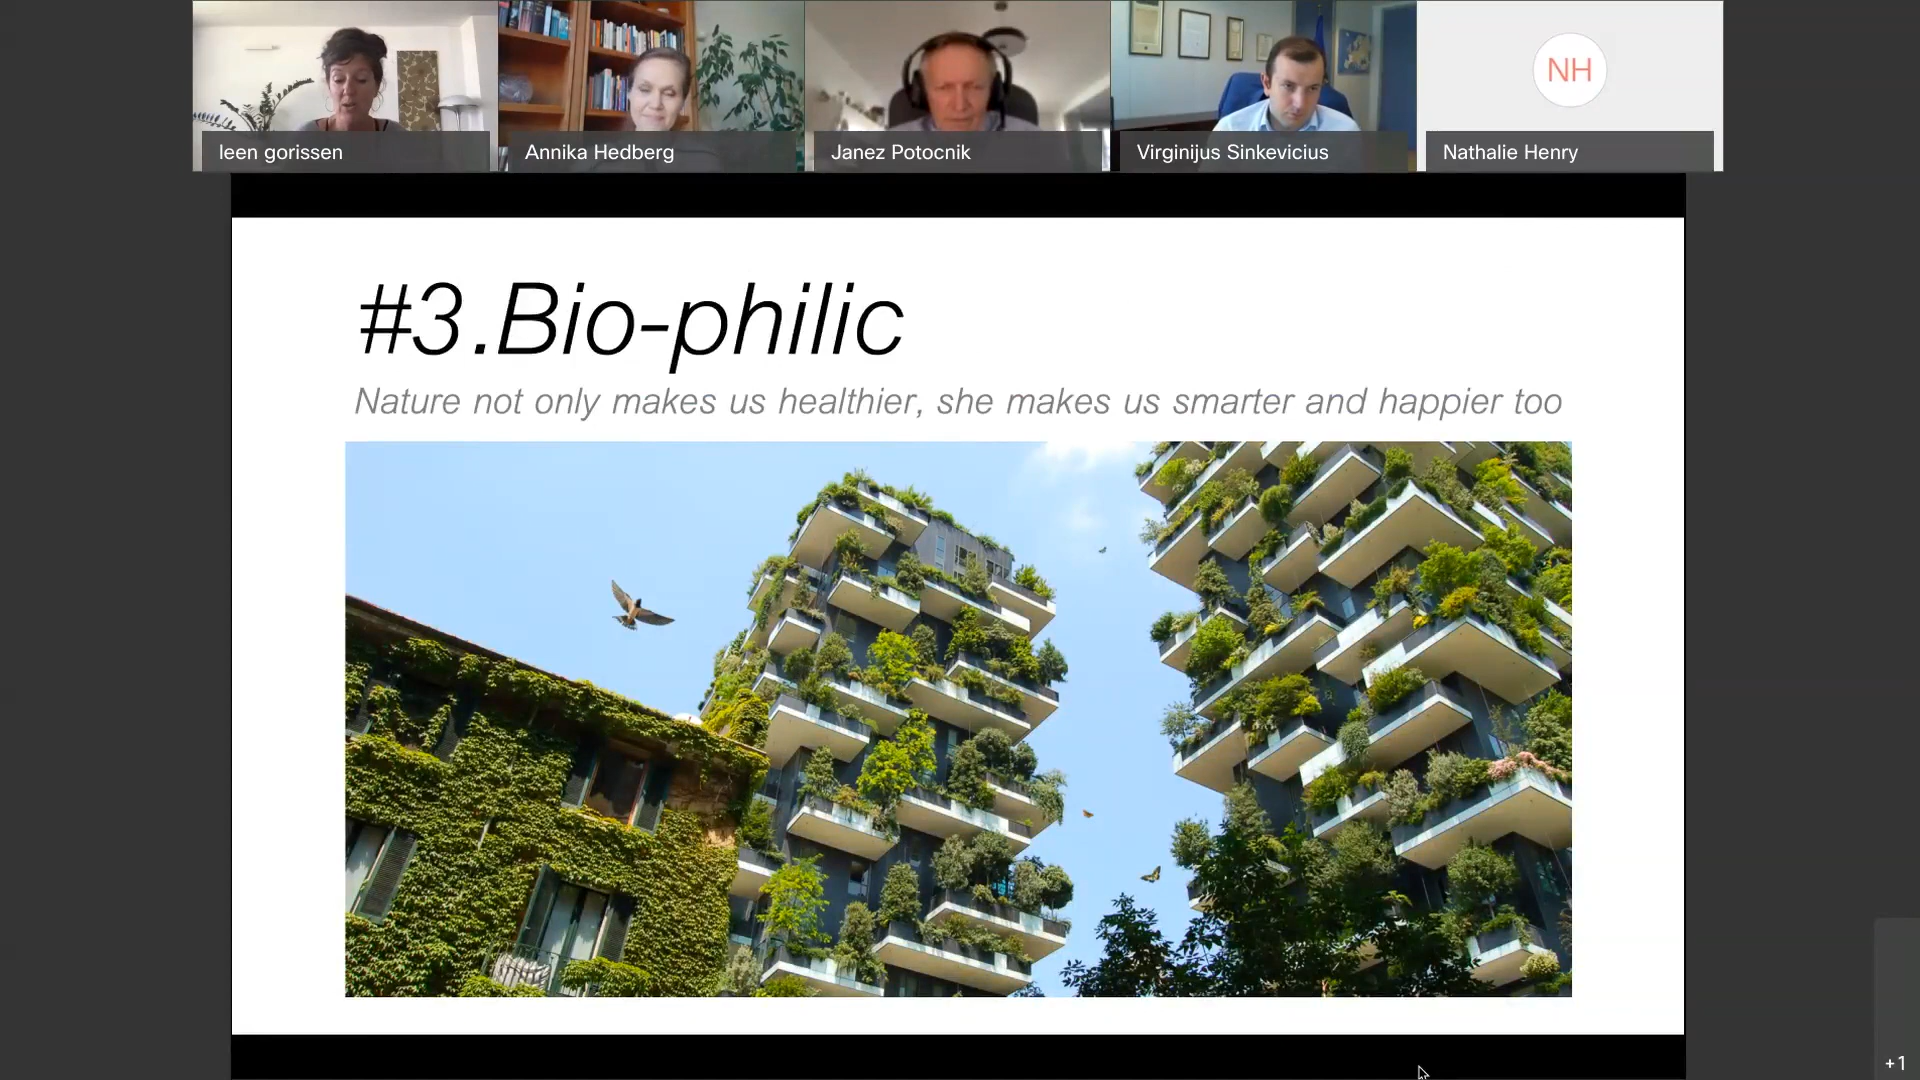 leen gorissen
Annika Hedberg
Janez Potocnik
Virginijus Sinkevicius
NH
Nathalie Henry
#3.Bio-philic
Nature not only makes us healthier, she makes us smarter and happier too
+1